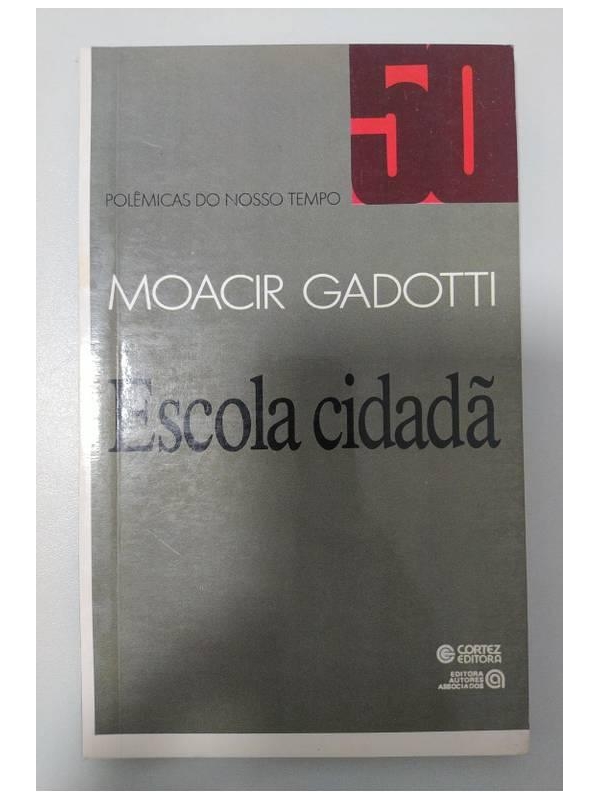 50
POLÊMICAS DO NOSSO TEMPO
MOACIR GADOTTI
Escola cidadã
CORTEZ
EDITORA
EDITORA
AUTORES
ASSOCIADOS